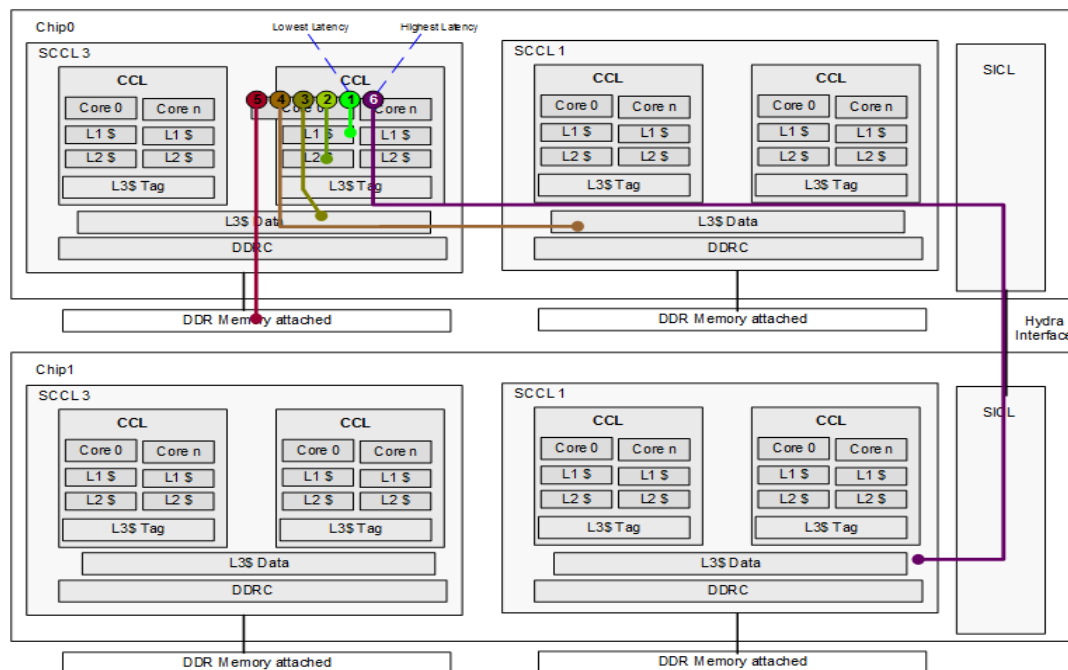 Chip0
Lowest Latency
Highest Latency
SCCL 3
SCCL 1
SICL
CCL
CCL
CCL
CCL
5 4 3 2 1 6
Core 0
Core n
Core 0
Core n
Core 0
Core n
Core 0
Core n
L1 $
L1 $
L1 $
L1 $
L1 $
L1 $
L1 $
L1 $
L2 $
L2 $
L2 $
L2 $
L2 $
L2 $
L2 $
L2 $
L3$ Tag
L3$ Tag
L3$ Tag
L3$ Tag
L3$ Data
L3$ Data
DDRC
DDRC
DDR Memory attached
DDR Memory attached
Hydra
Interface
Chip1
SCCL 3
SCCL 1
SICL
CCL
CCL
CCL
CCL
Core 0
Core n
Core 0
Core n
Core 0
Core n
Core 0
Core n
L1 $
L1 $
L1 $
L1 $
L1 $
L1 $
L1 $
L1 $
L2 $
L2 $
L2 $
L2 $
L2 $
L2 $
L2 $
L2 $
L3$ Tag
L3$ Tag
L3$ Tag
L3$ Tag
L3$ Data
L3$ Data
DDRC
DDRC
DDR Memory attached
DDR Memory attached